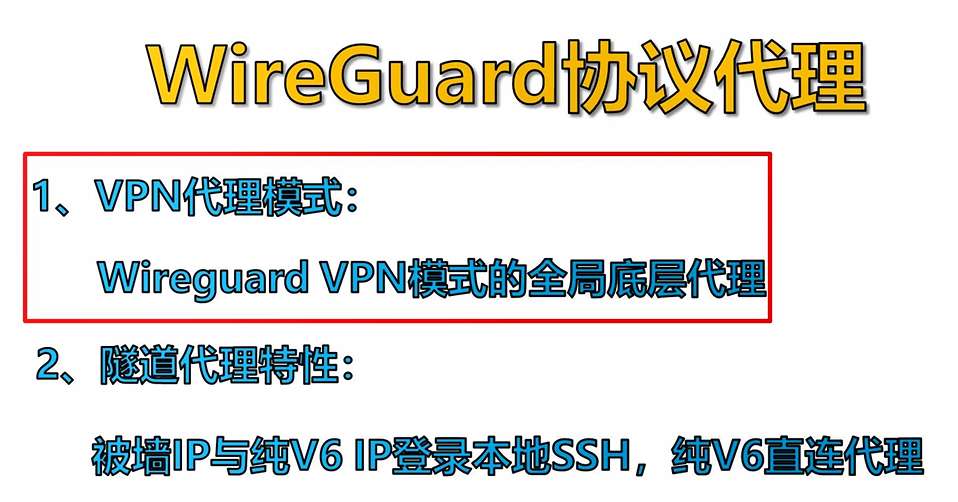 WireGuard协议代理
1、VPN代理模式：
Wireguard VPN模式的全局底层代理
2、隧道代理特性：
被墙IP与纯V6 IP登录本地SSH，纯V6直连代理